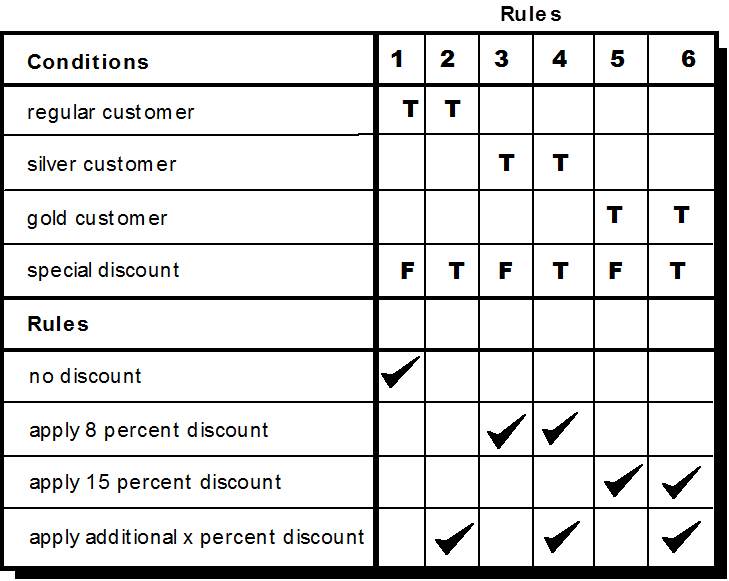 Rules
Conditions 1 2 3 4 5 6
regular customer T T
silver customer T T
gold customer T T
special discount F T F T F T
Rules
no discount
apply 8 percent discount
apply 15 percent discount
apply additional x percent discount